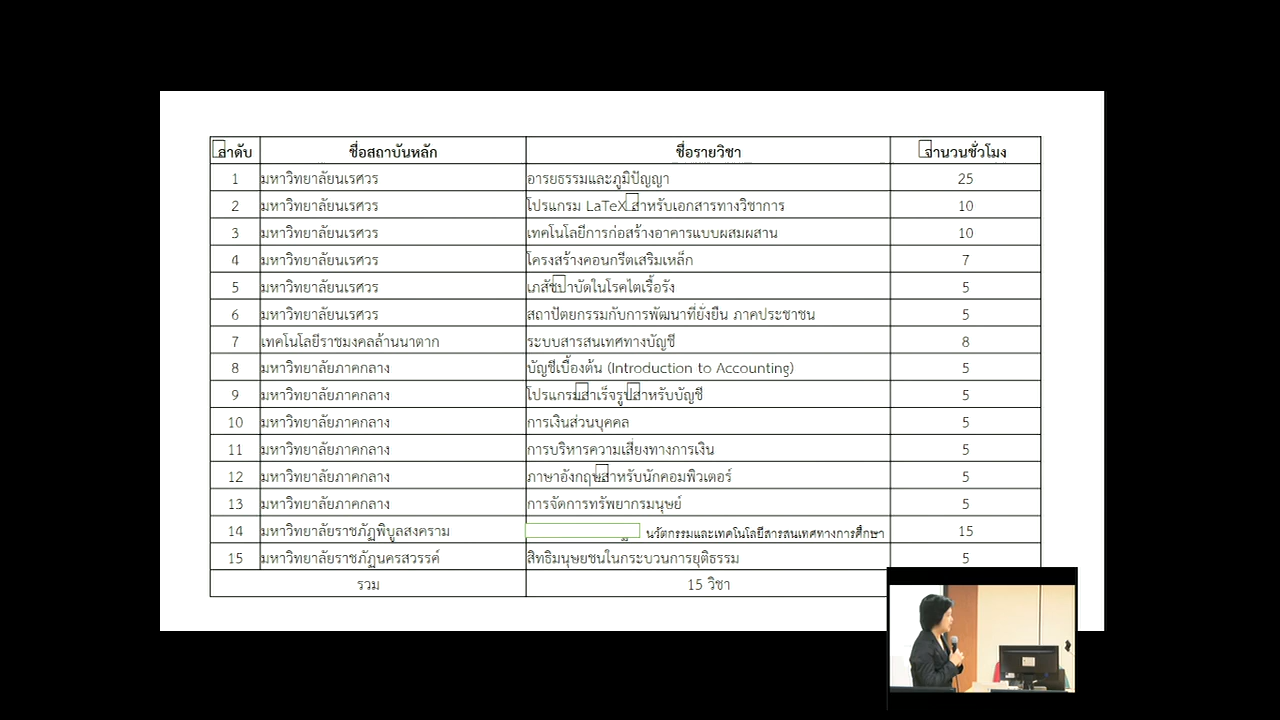 ลำดับ ชื่อสถาบันหลัก ชื่อรายวิชา จำนวนชั่วโมง
1 มหาวิทยาลัยนเรศวร อารยธรรมและภูมิปัญญา 25
2 มหาวิทยาลัยนเรศวร โปรแกรม LaTeX สำหรับเอกสารทางวิชาการ 10
3 มหาวิทยาลัยนเรศวร เทคโนโลยีการก่อสร้างอาคารแบบผสมผสาน 10
4 มหาวิทยาลัยนเรศวร โครงสร้างคอนกรีตเสริมเหล็ก 7
5 มหาวิทยาลัยนเรศวร เภสัชบำบัดในโรคไตเรื้อรัง 5
6 มหาวิทยาลัยนเรศวร สถาปัตยกรรมกับการพัฒนาที่ยั่งยืน ภาคประชาชน 5
7 เทคโนโลยีราชมงคลล้านนาตาก ระบบสารสนเทศทางบัญชี 8
8 มหาวิทยาลัยภาคกลาง บัญชีเบื้องต้น (Introduction to Accounting) 5
9 มหาวิทยาลัยภาคกลาง โปรแกรมสำเร็จรูปสำหรับบัญชี 5
10 มหาวิทยาลัยภาคกลาง การเงินส่วนบุคคล 5
11 มหาวิทยาลัยภาคกลาง การบริหารความเสี่ยงทางการเงิน 5
12 มหาวิทยาลัยภาคกลาง ภาษาอังกฤษสำหรับนักคอมพิวเตอร์ 5
13 มหาวิทยาลัยภาคกลาง การจัดการทรัพยากรมนุษย์ 5
14 มหาวิทยาลัยราชภัฏพิบูลสงคราม นวัตกรรมและเทคโนโลยีสารสนเทศทางการศึกษา 15
15 มหาวิทยาลัยราชภัฏนครสวรรค์ สิทธิมนุษยชนในกระบวนการยุติธรรม 5
รวม 15 วิชา